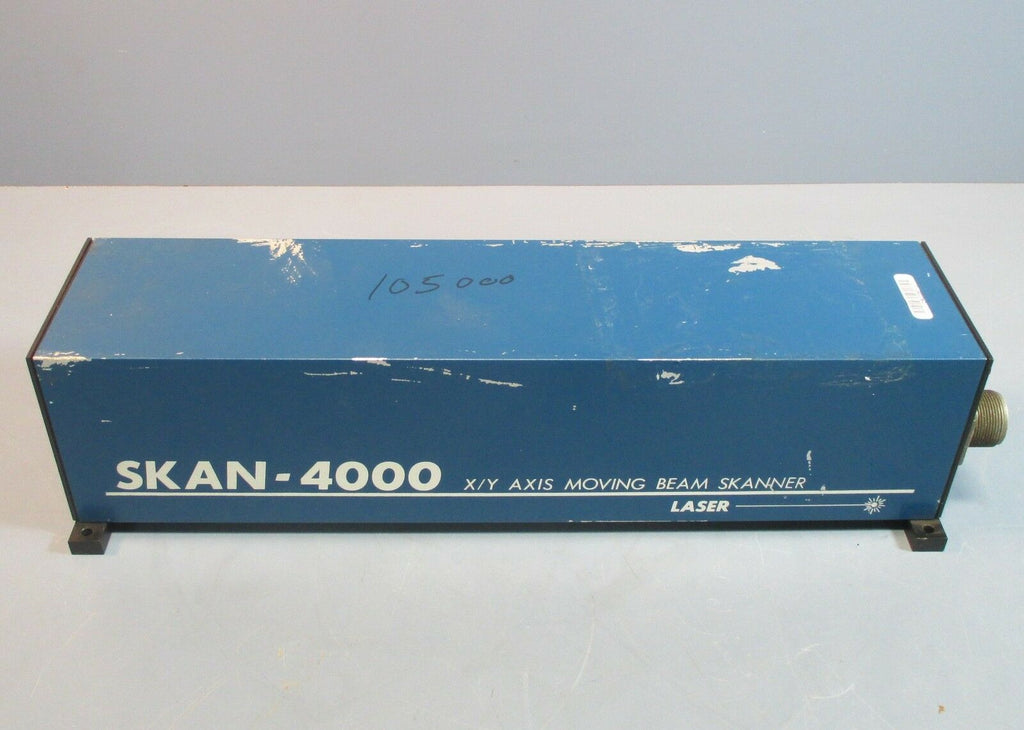 105000
SKAN-4000 X/Y AXIS MOVING BEAM SKANNER
LASER